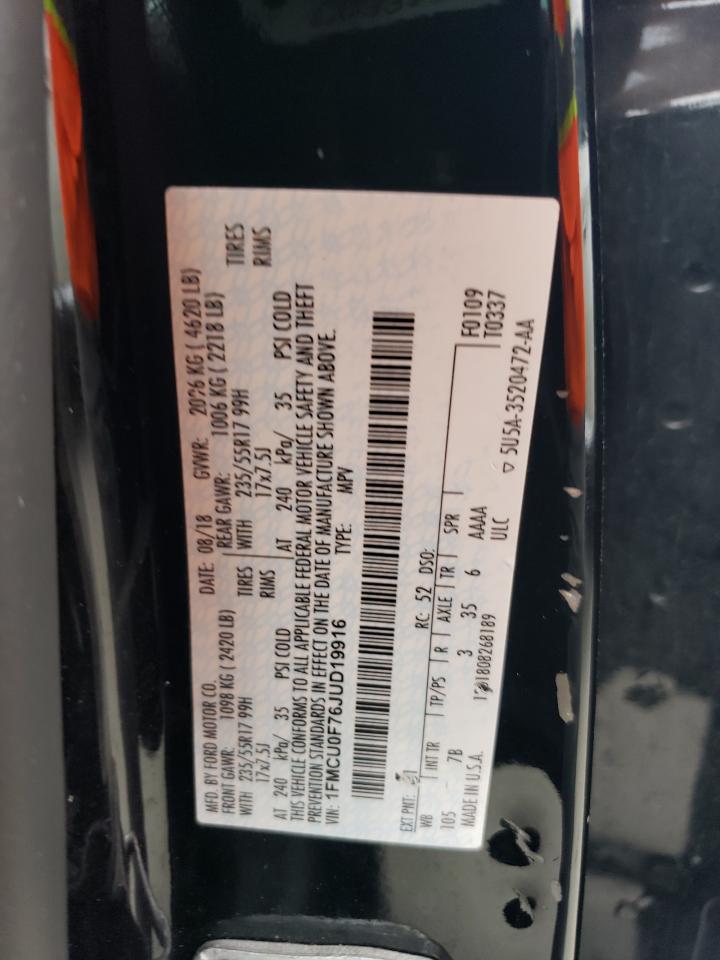 MFD. BY FORD MOTOR CO.
DATE: 08/18 GVWR: 2096 KG ( 4620 LB)
FRONT GAWR: 1098 KG ( 2420 LB) REAR GAWR: 1006 KG ( 2218 LB)
WITH 235/55R17 99H TIRES WITH 235/55R17 99H TIRES
17x7.5J RIMS 17x7.5J RIMS
AT 240 kPa/ 35 PSI COLD AT 240 kPa/ 35 PSI COLD
THIS VEHICLE CONFORMS TO ALL APPLICABLE FEDERAL MOTOR VEHICLE SAFETY AND THEFT
PREVENTION STANDARDS IN EFFECT ON THE DATE OF MANUFACTURE SHOWN ABOVE.
VIN: 1FMCU0F76JUD19916 TYPE: MPV
EXT PNT: RC: 52 DSO: F0109
WB INT TR TP/PS R AXLE TR SPR T0337
105 7B 3 35 6 AAAA
MADE IN U.S.A. ULC
5U5A-3520472-AA